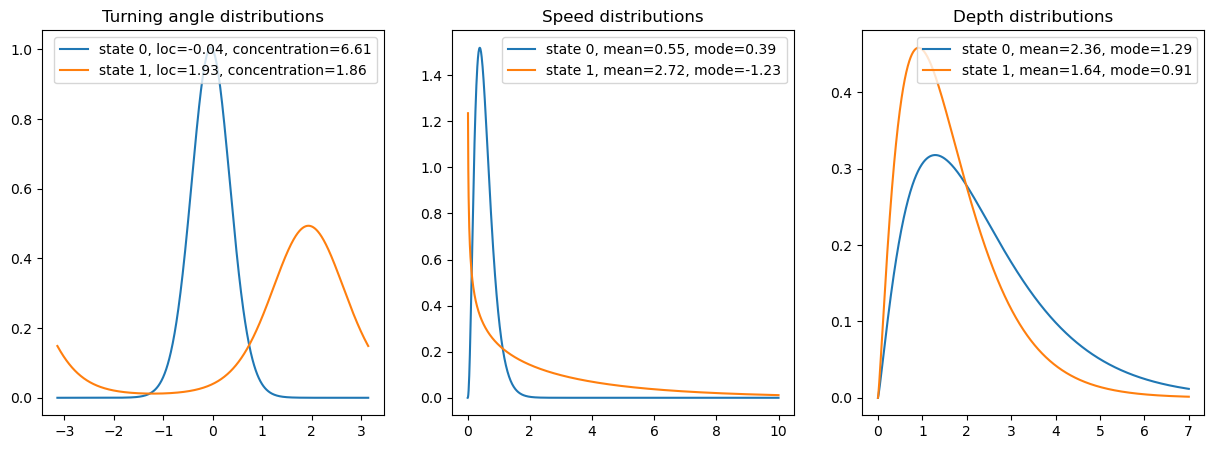 Turning angle distributions
state 0, loc=-0.04, concentration=6.61
state 1, loc=1.93, concentration=1.86
1.0
0.8
0.6
0.4
0.2
0.0
−3 −2 −1 0 1 2 3
Speed distributions
state 0, mean=0.55, mode=0.39
state 1, mean=2.72, mode=-1.23
1.4
1.2
1.0
0.8
0.6
0.4
0.2
0.0
0 2 4 6 8 10
Depth distributions
state 0, mean=2.36, mode=1.29
state 1, mean=1.64, mode=0.91
0.4
0.3
0.2
0.1
0.0
0 1 2 3 4 5 6 7